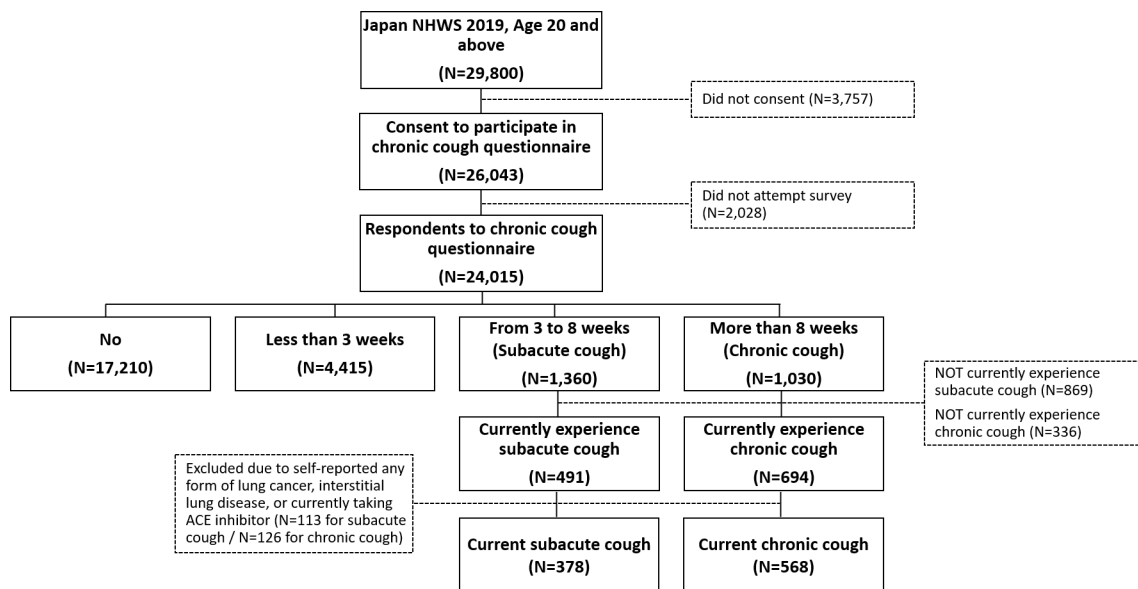 Japan NHWS 2019, Age 20 and
above
(N=29,800)
Did not consent (N=3,757)
Consent to participate in
chronic cough questionnaire
(N=26,043)
Did not attempt survey
(N=2,028)
Respondents to chronic cough
questionnaire
(N=24,015)
No
(N=17,210)
Less than 3 weeks
(N=4,415)
From 3 to 8 weeks
(Subacute cough)
(N=1,360)
More than 8 weeks
(Chronic cough)
(N=1,030)
NOT currently experience
subacute cough (N=869)
NOT currently experience
chronic cough (N=336)
Currently experience
subacute cough
(N=491)
Currently experience
chronic cough
(N=694)
Excluded due to self-reported any
form of lung cancer, interstitial
lung disease, or currently taking
ACE inhibitor (N=113 for subacute
cough / N=126 for chronic cough)
Current subacute cough
(N=378)
Current chronic cough
(N=568)